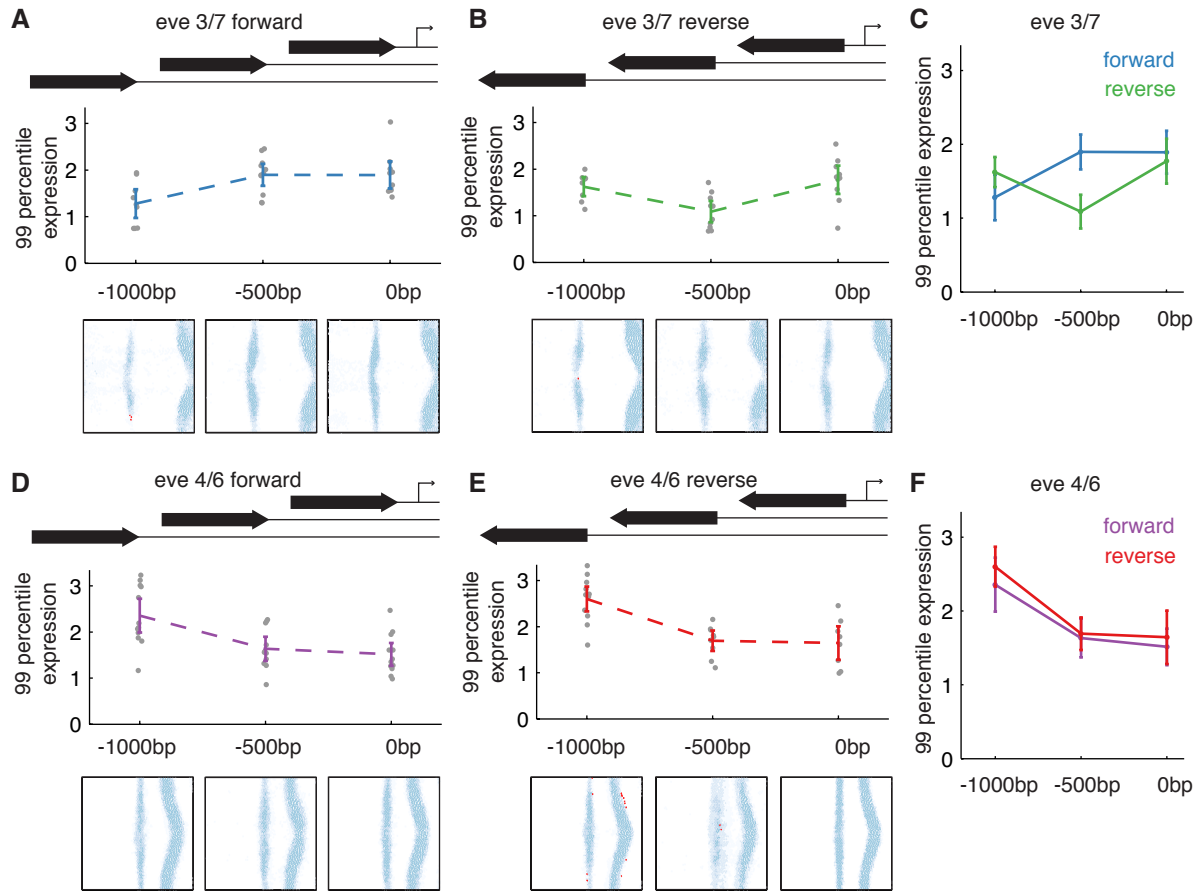 A
eve 3/7 forward
99 percentile
expression
3
2
1
0
-1000bp
-500bp
0bp
B
eve 3/7 reverse
99 percentile
expression
3
2
1
0
-1000bp
-500bp
0bp
C
eve 3/7
forward
reverse
99 percentile expression
3
2
1
0
-1000bp
-500bp
0bp
D
eve 4/6 forward
99 percentile
expression
3
2
1
0
-1000bp
-500bp
0bp
E
eve 4/6 reverse
99 percentile
expression
3
2
1
0
-1000bp
-500bp
0bp
F
eve 4/6
forward
reverse
99 percentile expression
3
2
1
0
-1000bp
-500bp
0bp